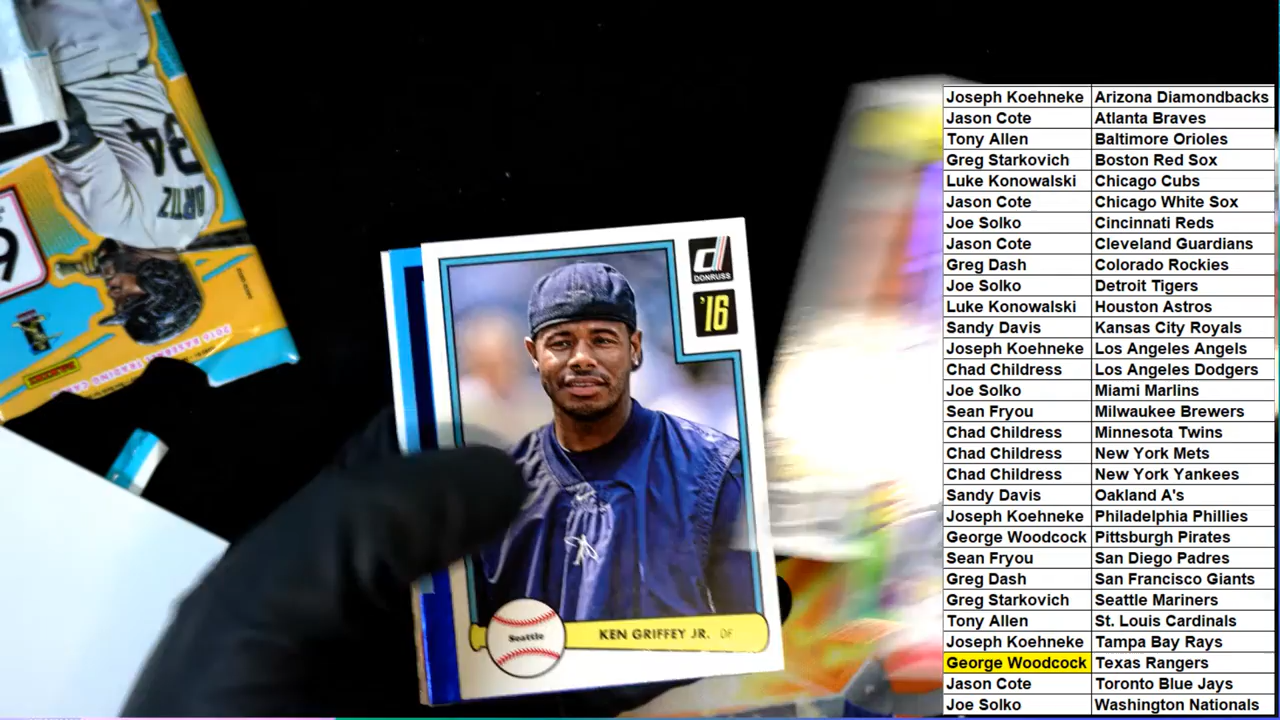 34
ORTIZ
9
2016 BASEBALL TRADING CARDS
DONRUSS
'16
Seattle
KEN GRIFFEY JR. OF
Joseph Koehneke Arizona Diamondbacks
Jason Cote Atlanta Braves
Tony Allen Baltimore Orioles
Greg Starkovich Boston Red Sox
Luke Konowalski Chicago Cubs
Jason Cote Chicago White Sox
Joe Solko Cincinnati Reds
Jason Cote Cleveland Guardians
Greg Dash Colorado Rockies
Joe Solko Detroit Tigers
Luke Konowalski Houston Astros
Sandy Davis Kansas City Royals
Joseph Koehneke Los Angeles Angels
Chad Childress Los Angeles Dodgers
Joe Solko Miami Marlins
Sean Fryou Milwaukee Brewers
Chad Childress Minnesota Twins
Chad Childress New York Mets
Chad Childress New York Yankees
Sandy Davis Oakland A's
Joseph Koehneke Philadelphia Phillies
George Woodcock Pittsburgh Pirates
Sean Fryou San Diego Padres
Greg Dash San Francisco Giants
Greg Starkovich Seattle Mariners
Tony Allen St. Louis Cardinals
Joseph Koehneke Tampa Bay Rays
George Woodcock Texas Rangers
Jason Cote Toronto Blue Jays
Joe Solko Washington Nationals